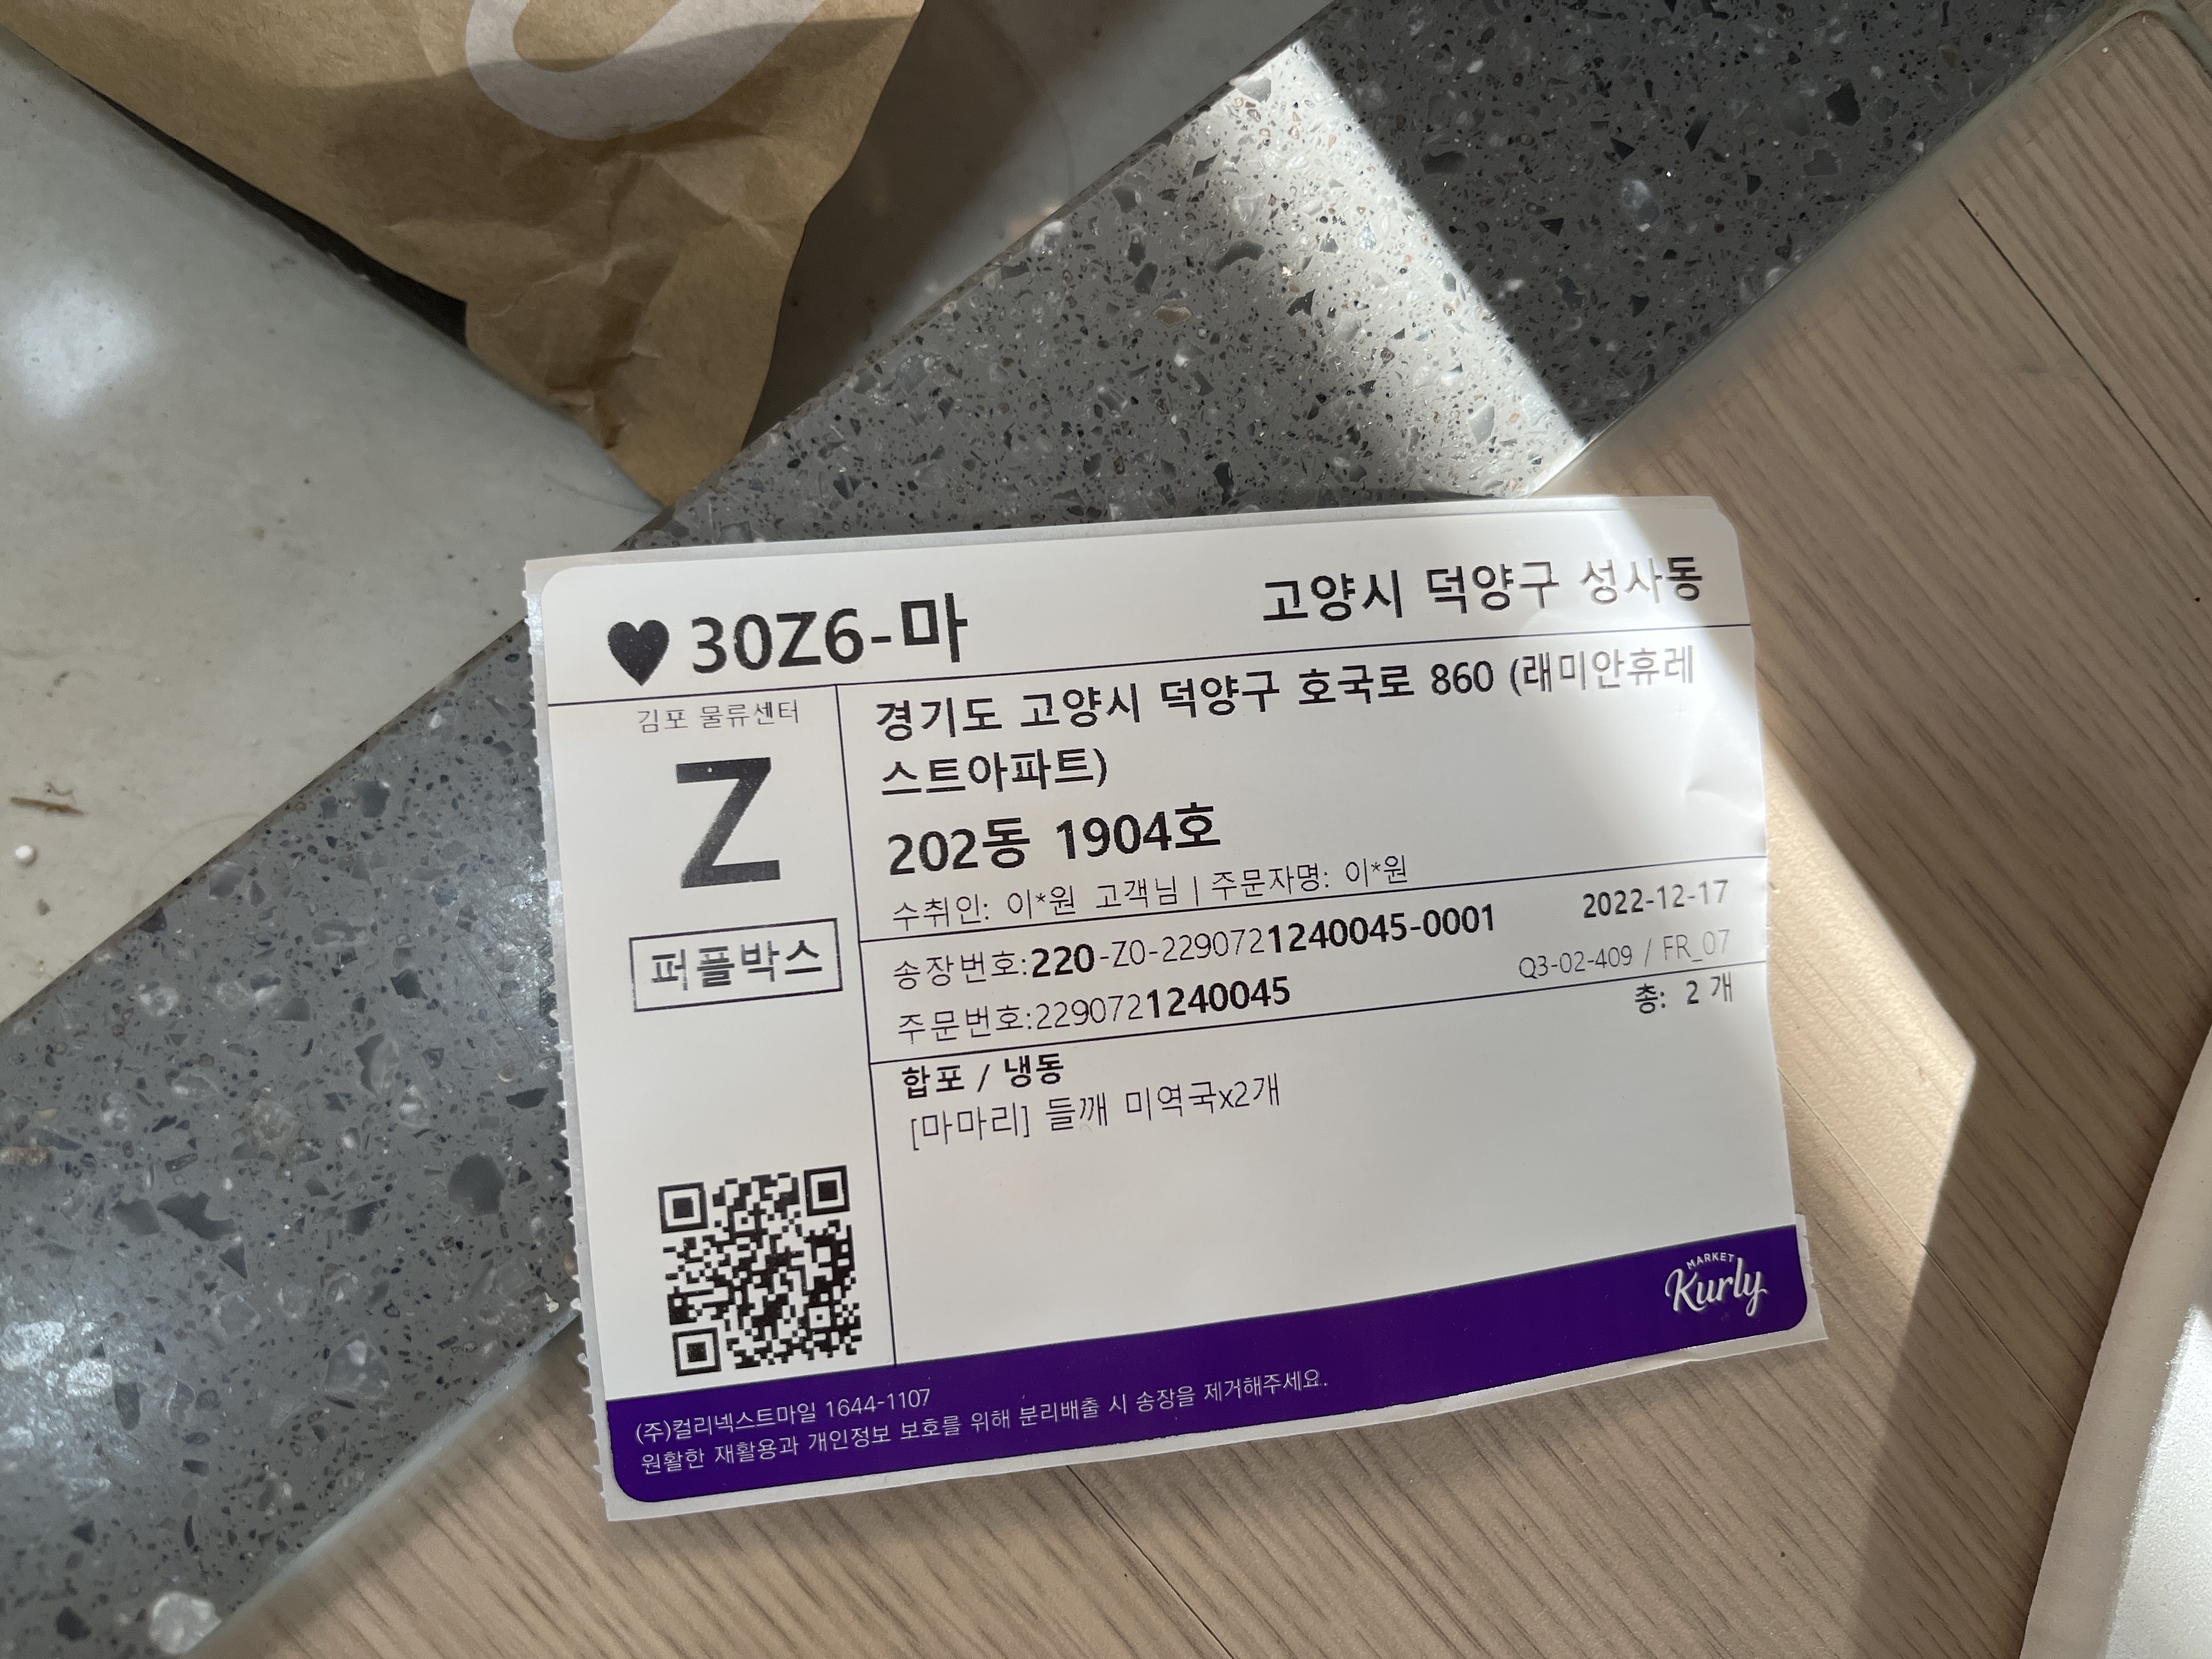 ♥ 30Z6-마 고양시 덕양구 성사동
김포 물류센터
Z
퍼플박스
경기도 고양시 덕양구 호국로 860 (래미안휴레
스트아파트)
202동 1904호
수취인: 이*원 고객님 | 주문자명: 이*원
송장번호:220-Z0-2290721240045-0001 2022-12-17
주문번호:2290721240045 Q3-02-409 / FR_07
함포 / 냉동 총: 2 개
[마마리] 들깨 미역국x2개
(주)컬리넥스트마일 1644-1107
원활한 재활용과 개인정보 보호를 위해 분리배출 시 송장을 제거해주세요.
MARKET
Kurly